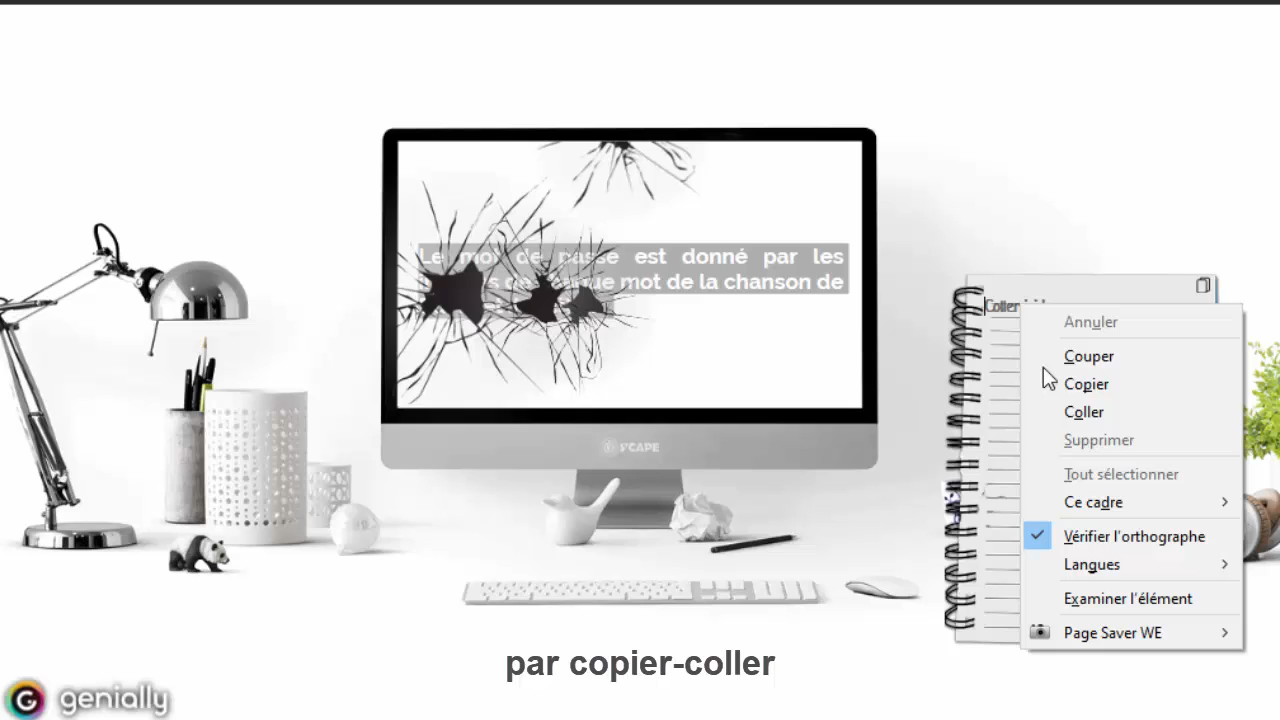 Le mot de passe est donné par les
mot de la chanson de
V'CAPE
Coller
Annuler
Couper
Copier
Coller
Supprimer
Tout sélectionner
Ce cadre
Vérifier l'orthographe
Langues
Examiner l'élément
Page Saver WE
par copier-coller
genially